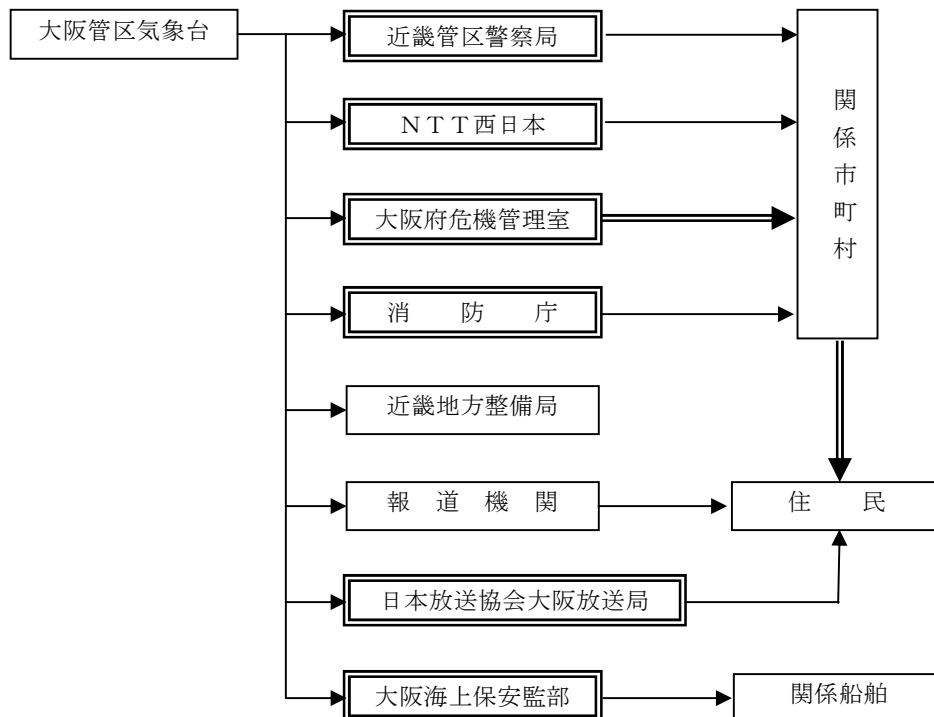 大阪管区気象台
近畿管区警察局
ＮＴＴ西日本
大阪府危機管理室
消　防　庁
近畿地方整備局
報　道　機　関
日本放送協会大阪放送局
大阪海上保安監部
関係市町村
住　民
関係船舶